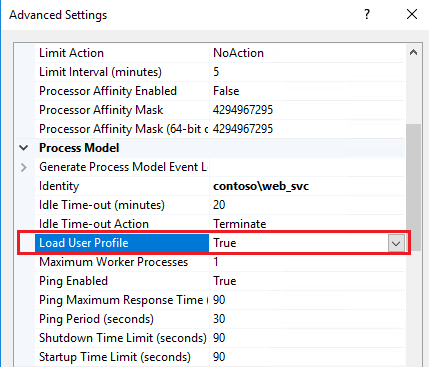 Advanced Settings ? ×
Limit Action NoAction
Limit Interval (minutes) 5
Processor Affinity Enabled False
Processor Affinity Mask 4294967295
Processor Affinity Mask (64-bit c 4294967295
Process Model
Generate Process Model Event L
Identity contoso\web_svc
Idle Time-out (minutes) 20
Idle Time-out Action Terminate
Load User Profile True
Maximum Worker Processes 1
Ping Enabled True
Ping Maximum Response Time ( 90
Ping Period (seconds) 30
Shutdown Time Limit (seconds) 90
Startup Time Limit (seconds) 90